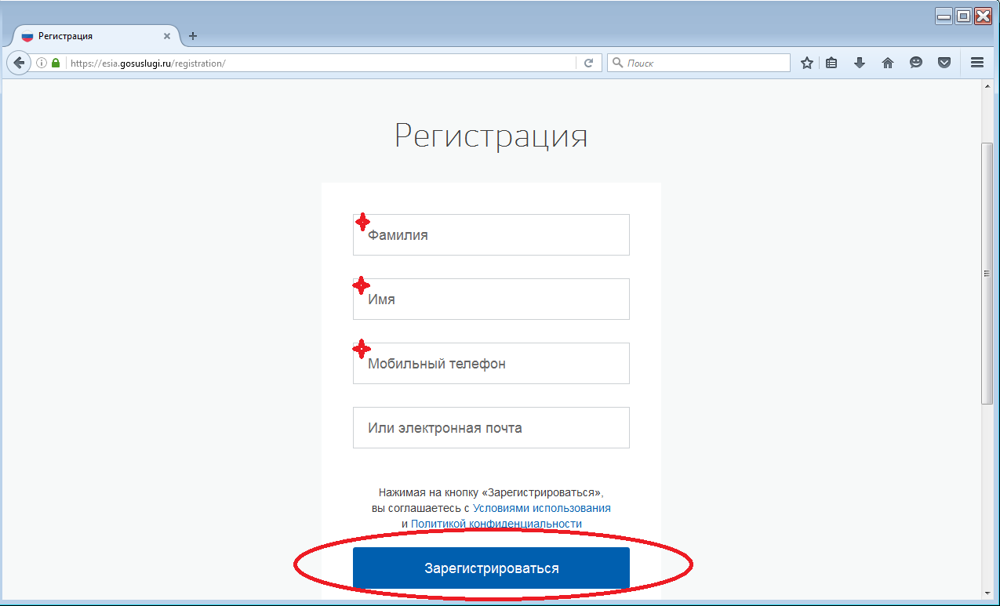 Регистрация
https://esia.gosuslugi.ru/registration/
Поиск
Регистрация
Фамилия
Имя
Мобильный телефон
Или электронная почта
Нажимая на кнопку «Зарегистрироваться»,
вы соглашаетесь с Условиями использования
и Политикой конфиденциальности
Зарегистрироваться